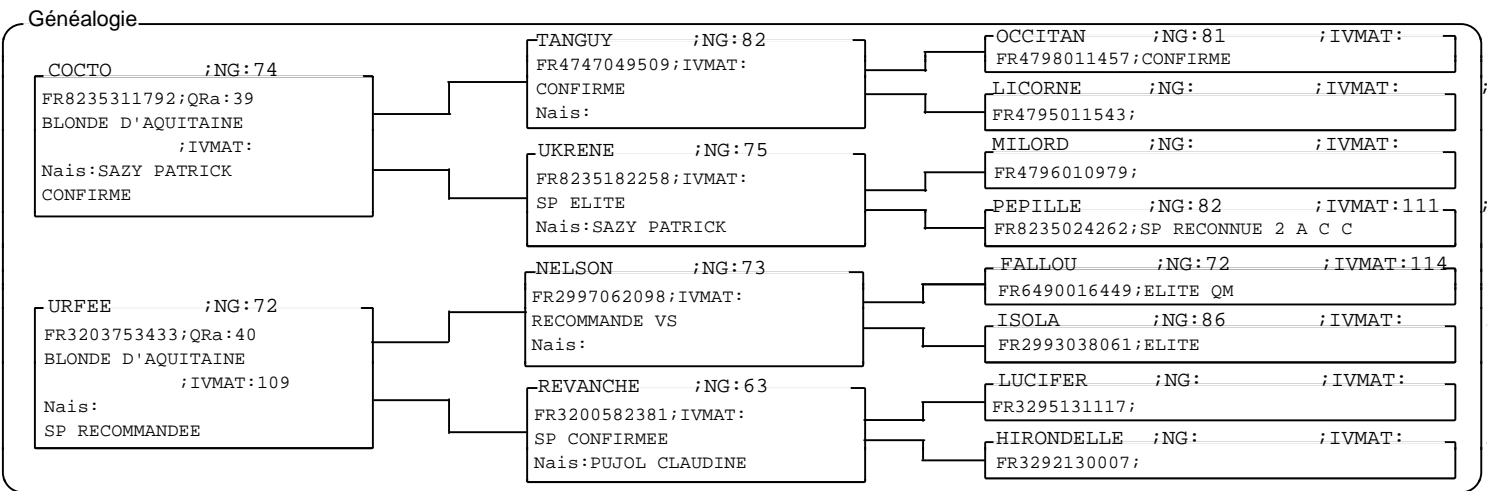 Généalogie
COCTO ;NG:74
FR8235311792;QRa:39
BLONDE D'AQUITAINE
;IVMAT:
Nais:SAZY PATRICK
CONFIRME
URFEE ;NG:72
FR3203753433;QRa:40
BLONDE D'AQUITAINE
;IVMAT:109
Nais:
SP RECOMMANDEE
TANGUY ;NG:82
FR4747049509;IVMAT:
CONFIRME
Nais:
UKRENE ;NG:75
FR8235182258;IVMAT:
SP ELITE
Nais:SAZY PATRICK
NELSON ;NG:73
FR2997062098;IVMAT:
RECOMMANDE VS
Nais:
REVANCHE ;NG:63
FR3200582381;IVMAT:
SP CONFIRMEE
Nais:PUJOL CLAUDINE
OCCITAN ;NG:81 ;IVMAT:
FR4798011457;CONFIRME
LICORNE ;NG: ;IVMAT: ;
FR4795011543;
MILORD ;NG: ;IVMAT:
FR4796010979;
PEPILLE ;NG:82 ;IVMAT:111 ;
FR8235024262;SP RECONNUE 2 A C C
FALLOU ;NG:72 ;IVMAT:114
FR6490016449;ELITE QM
ISOLA ;NG:86 ;IVMAT:
FR2993038061;ELITE
LUCIFER ;NG: ;IVMAT:
FR3295131117;
HIRONDELLE ;NG: ;IVMAT:
FR3292130007;